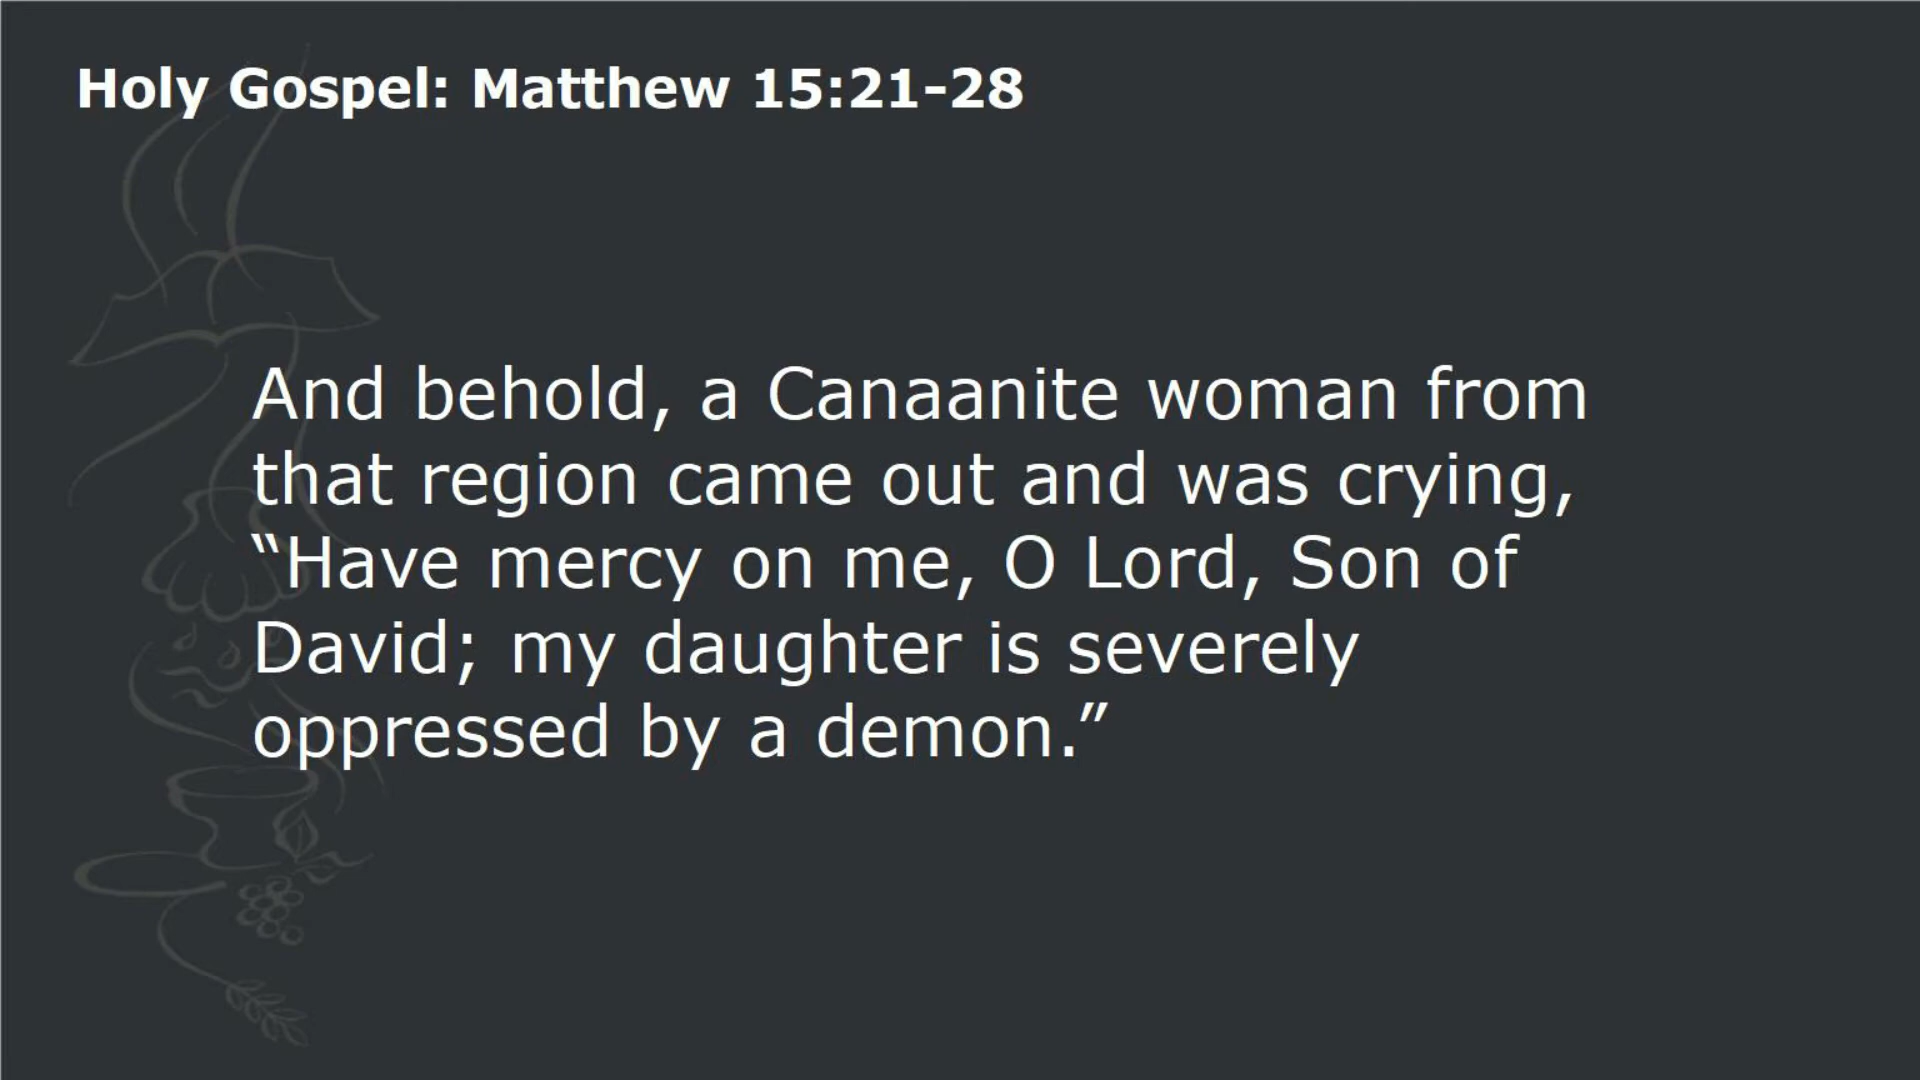 Holy Gospel: Matthew 15:21-28
And behold, a Canaanite woman from
that region came out and was crying,
“Have mercy on me, O Lord, Son of
David; my daughter is severely
oppressed by a demon.”